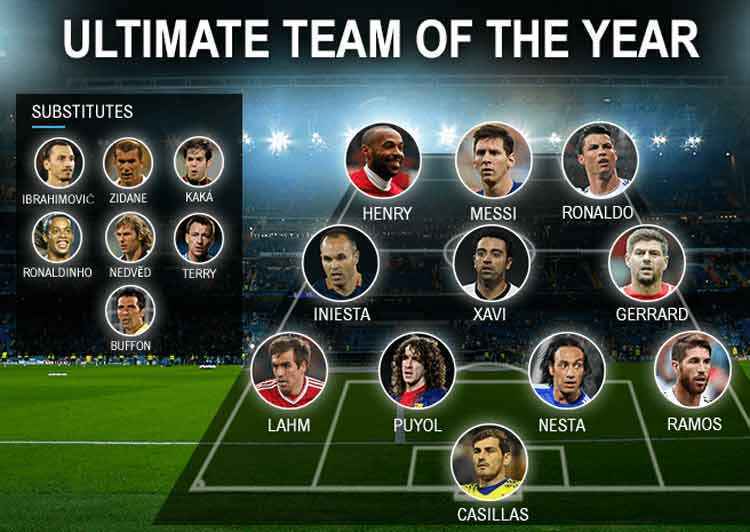 ULTIMATE TEAM OF THE YEAR
SUBSTITUTES
IBRAHIMOVIĆ ZIDANE KAKÁ
RONALDINHO NEDVĚD TERRY
BUFFON
HENRY MESSI RONALDO
INIESTA XAVI GERRARD
LAHM PUYOL NESTA RAMOS
CASILLAS